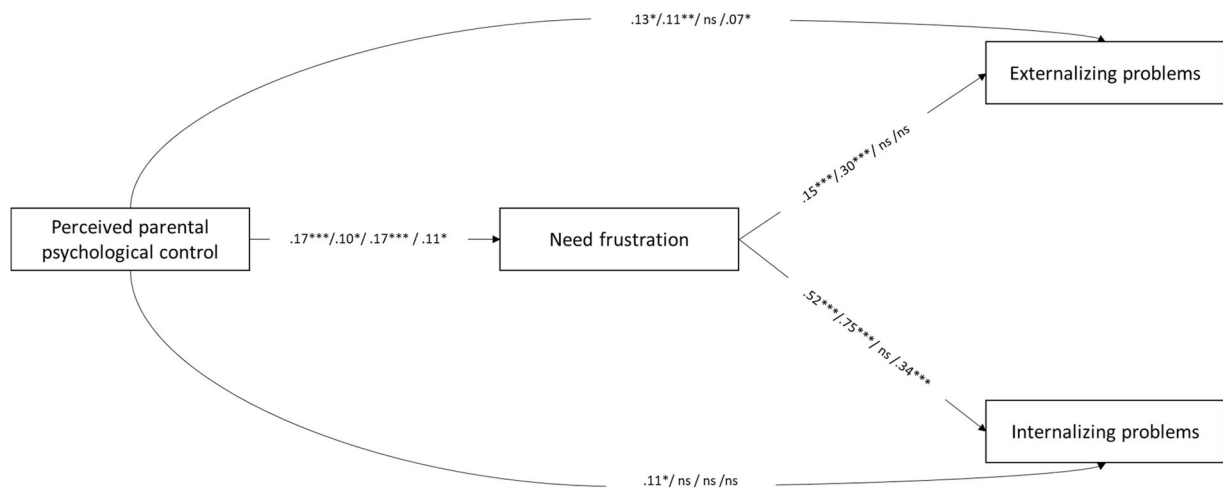 .13*/.11**/ ns /.07*
Externalizing problems
.15***/.30***/ ns /ns
Perceived parental
psychological control
.17***/.10*/ .17*** / .11*
Need frustration
.52***/.75***/ ns /.34***
Internalizing problems
.11*/ ns / ns /ns